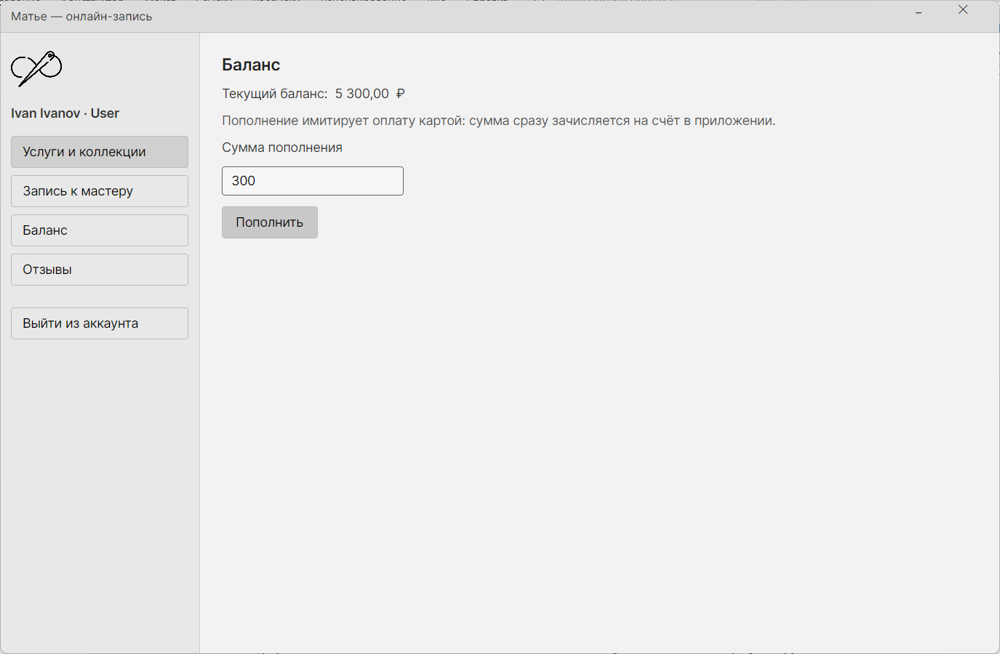 Матье — онлайн-запись
Ivan Ivanov · User
Услуги и коллекции
Запись к мастеру
Баланс
Отзывы
Выйти из аккаунта
Баланс
Текущий баланс: 5 300,00 ₽
Пополнение имитирует оплату картой: сумма сразу зачисляется на счёт в приложении.
Сумма пополнения
300
Пополнить